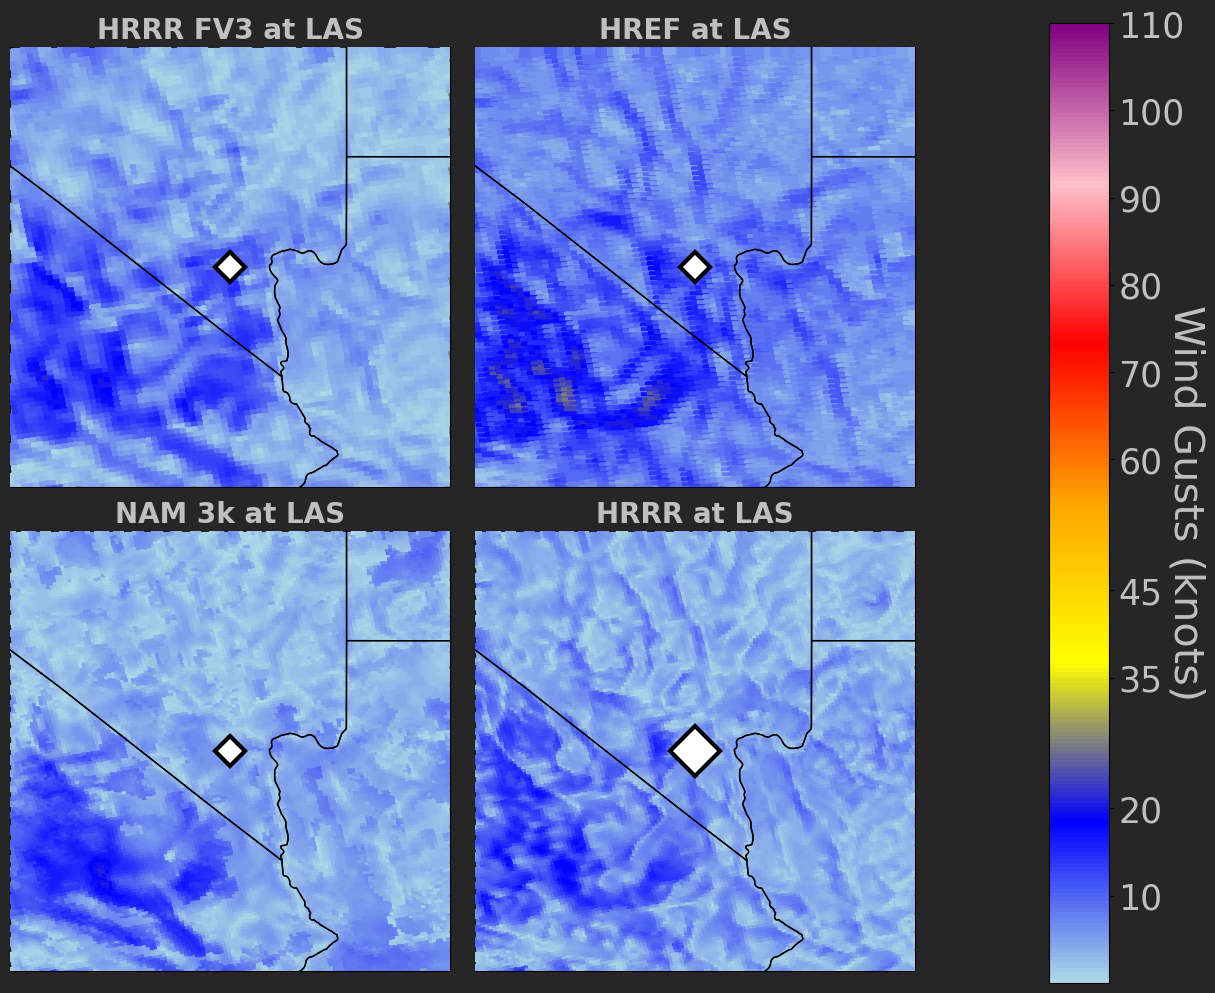 HRRR FV3 at LAS
HREF at LAS
NAM 3k at LAS
HRRR at LAS
110
100
90
80
70
60
45
35
20
10
Wind Gusts (knots)